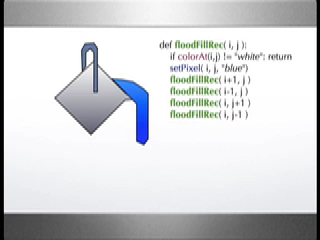 def floodFillRec( i, j ):
if colorAt(i,j) != "white": return
setPixel( i, j, "blue")
floodFillRec( i+1, j )
floodFillRec( i-1, j )
floodFillRec( i, j+1 )
floodFillRec( i, j-1 )